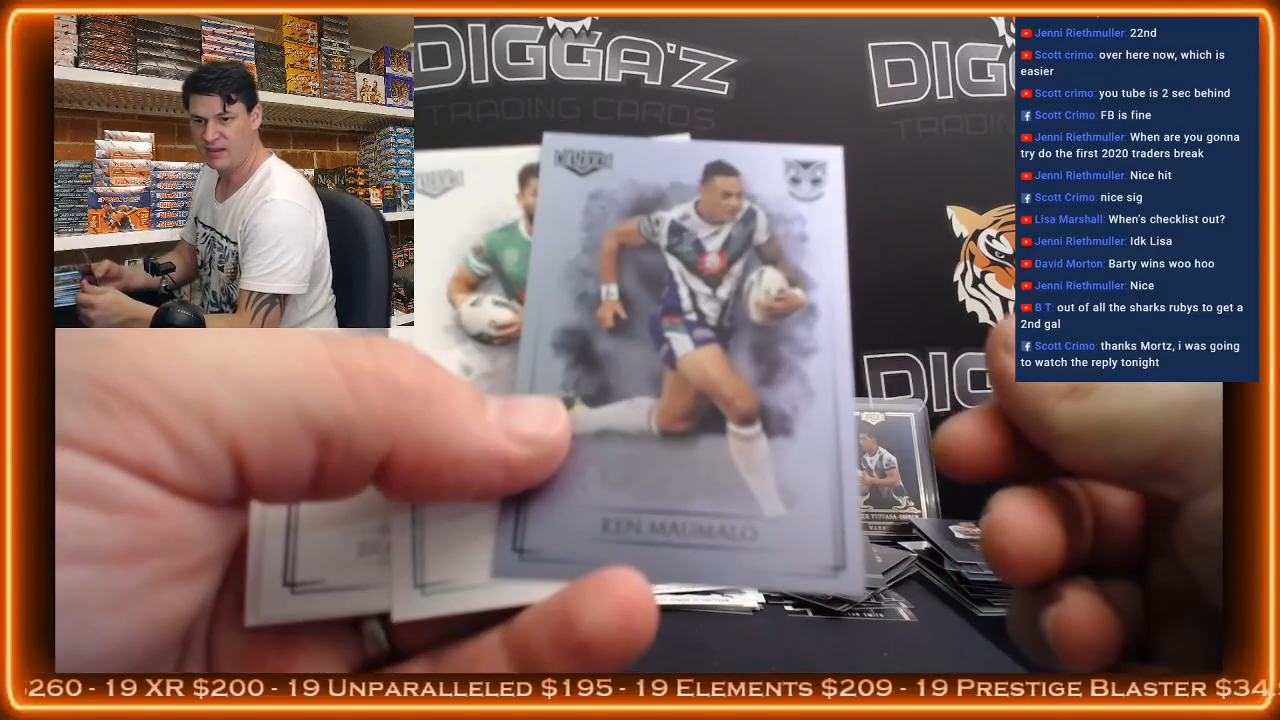 DIGGA'Z
TRADING CARDS
DIG
TRAD
DIG
KEN MAUMALO
Jenni Riethmuller: 22nd
Scott crimo: over here now, which is
easier
Scott crimo: you tube is 2 sec behind
Scott Crimo: FB is fine
Jenni Riethmuller: When are you gonna
try do the first 2020 traders break
Jenni Riethmuller: Nice hit
Scott Crimo: nice sig
Lisa Marshall: When's checklist out?
Jenni Riethmuller: Idk Lisa
David Morton: Barty wins woo hoo
Jenni Riethmuller: Nice
B T: out of all the sharks rubys to get a
2nd gal
Scott Crimo: thanks Mortz, i was going
to watch the reply tonight
$260 - 19 XR $200 - 19 UNPARALLELED $195 - 19 ELEMENTS $209 - 19 PRESTIGE BLASTER $34.